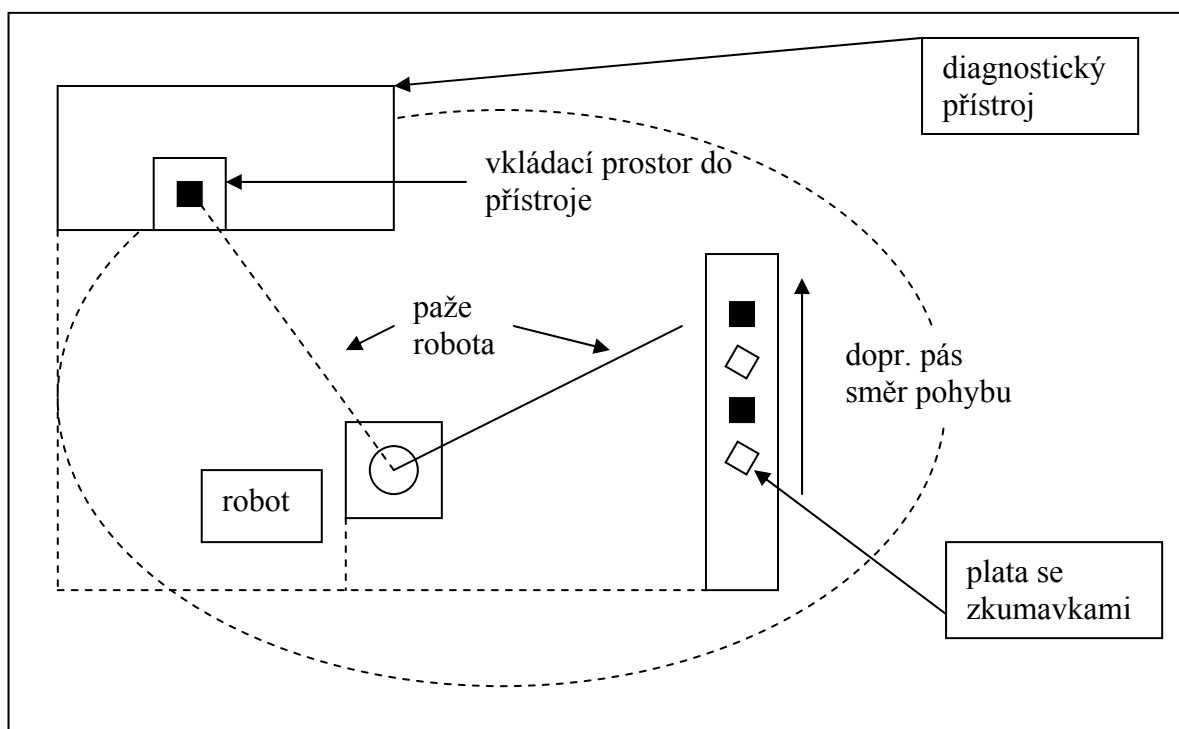 diagnostický
přístroj
vkládací prostor do
přístroje
paže
robota
dopr. pás
směr pohybu
robot
plata se
zkumavkami